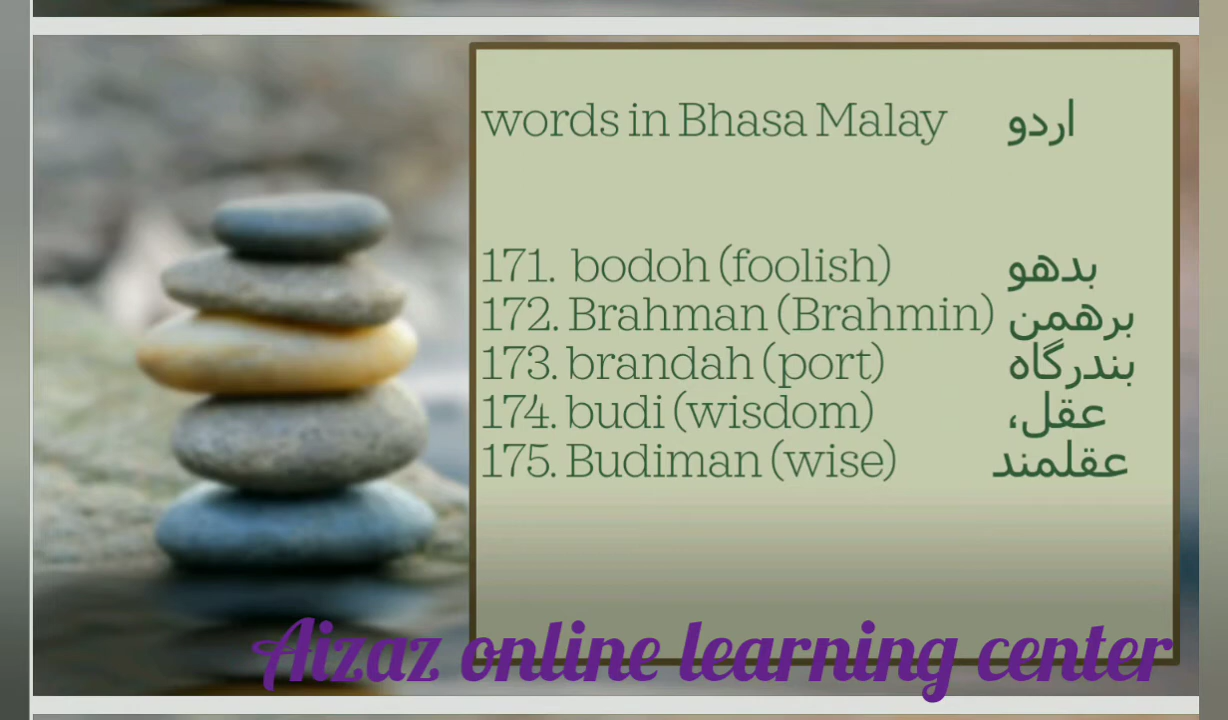 words in Bhasa Malay اردو
171. bodoh (foolish) بدھو
172. Brahman (Brahmin) برھمن
173. brandah (port) بندرگاہ
174. budi (wisdom) عقل،
175. Budiman (wise) عقلمند
Aizaz online learning center